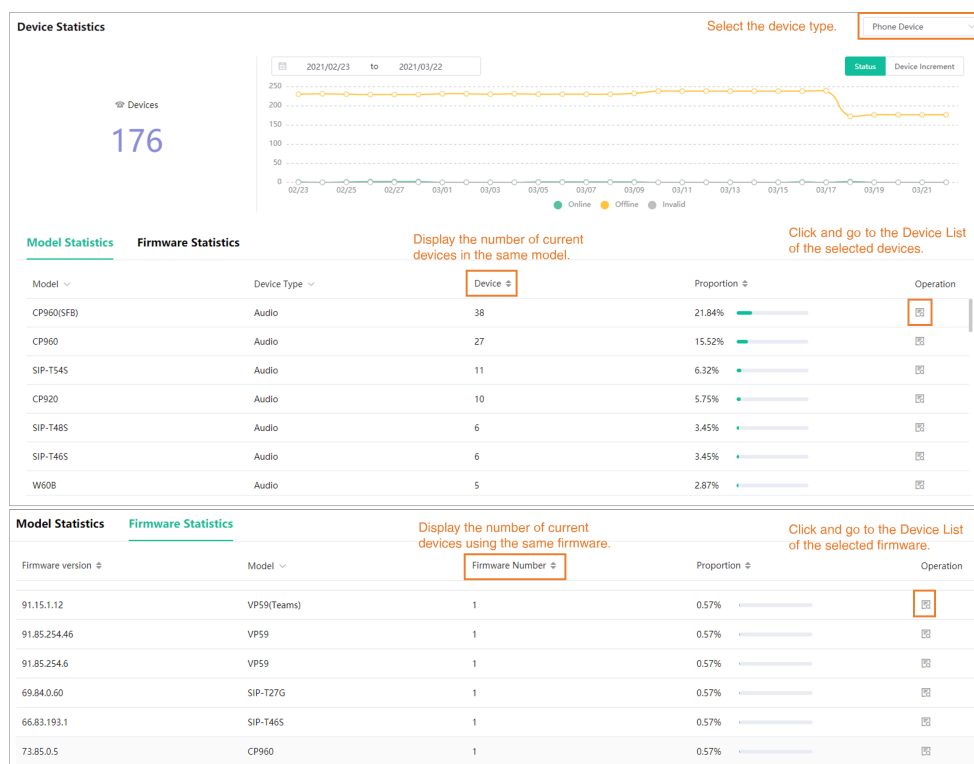 Device Statistics
Select the device type.
Phone Device
2021/02/23 to 2021/03/22
Status Device Increment
Devices
176
250
200
150
100
50
0
02/23 02/25 02/27 03/01 03/03 03/05 03/07 03/09 03/11 03/13 03/15 03/17 03/19 03/21
Online Offline Invalid
Model Statistics Firmware Statistics
Display the number of current
devices in the same model.
Click and go to the Device List
of the selected devices.
Model Device Type Device Proportion Operation
CP960(SFB) Audio 38 21.84%
CP960 Audio 27 15.52%
SIP-T54S Audio 11 6.32%
CP920 Audio 10 5.75%
SIP-T48S Audio 6 3.45%
SIP-T46S Audio 6 3.45%
W60B Audio 5 2.87%
Model Statistics Firmware Statistics
Display the number of current
devices using the same firmware.
Click and go to the Device List
of the selected firmware.
Firmware version Model Firmware Number Proportion Operation
91.15.1.12 VP59(Teams) 1 0.57%
91.85.254.46 VP59 1 0.57%
91.85.254.6 VP59 1 0.57%
69.84.0.60 SIP-T27G 1 0.57%
66.83.193.1 SIP-T46S 1 0.57%
73.85.0.5 CP960 1 0.57%